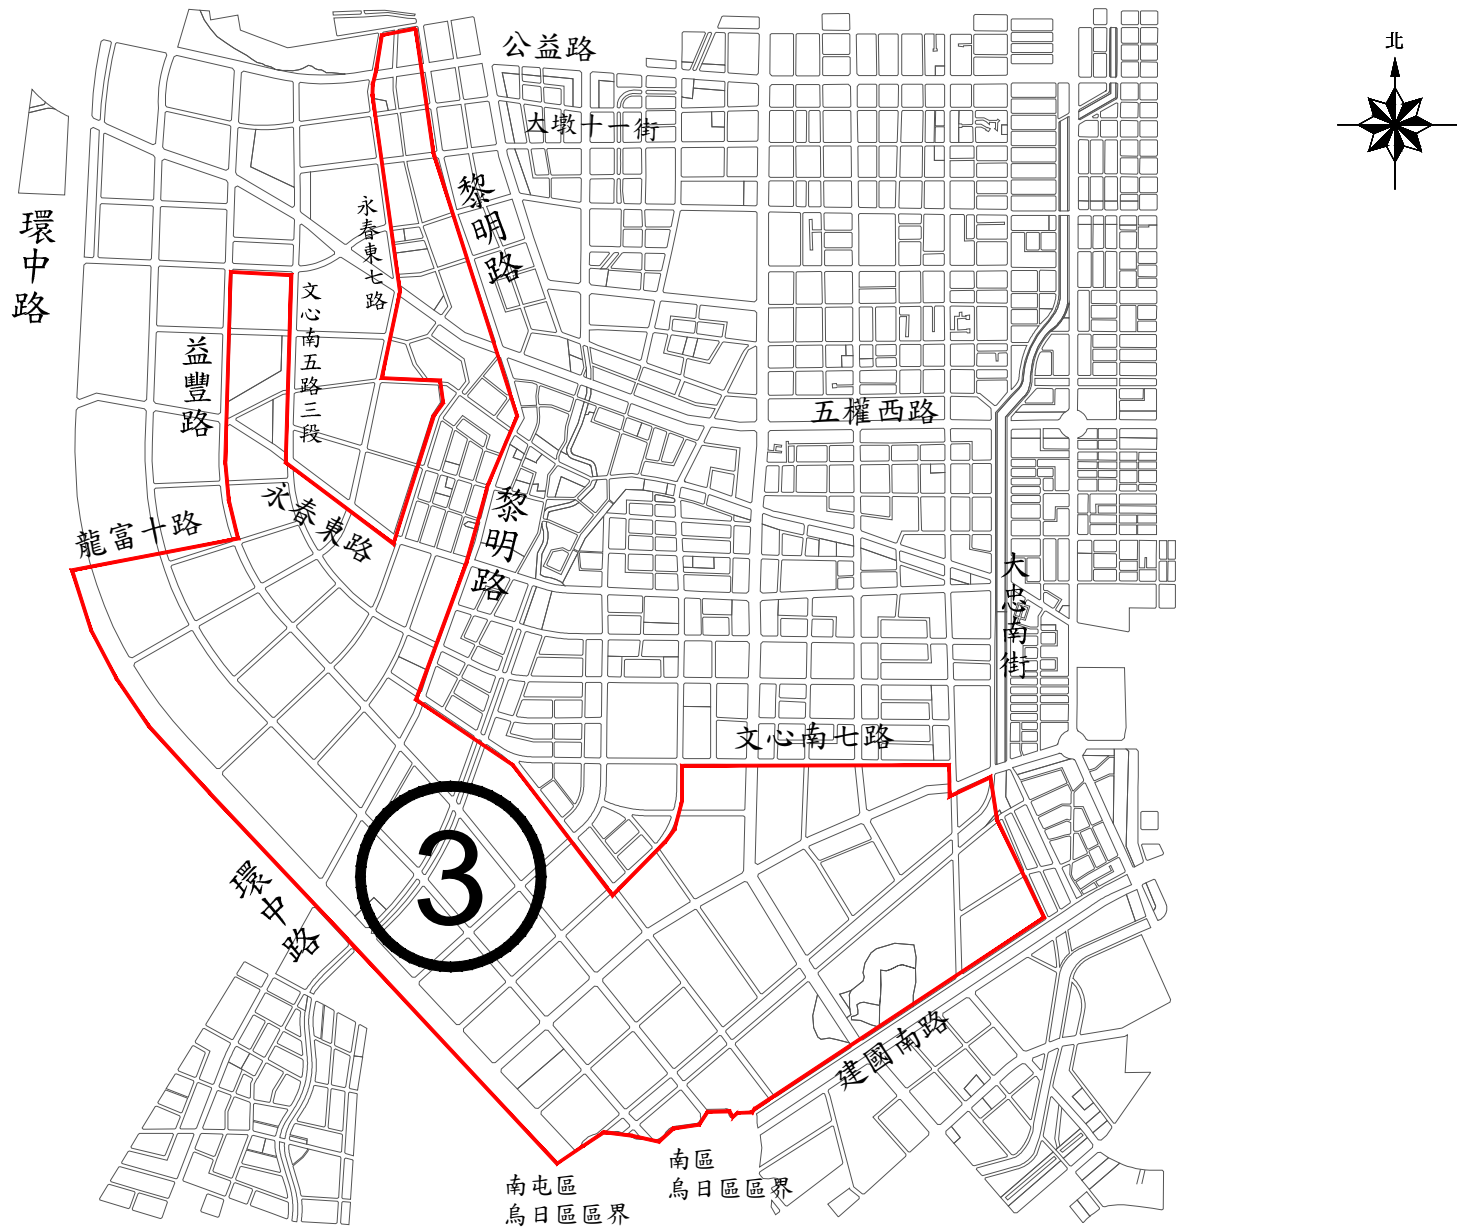 北
公益路
大墩十一街
黎明路
永春東七路
環中路
文心南五路三段
益豐路
五權西路
永春東路
龍富十路
黎明路
大忠南街
文心南七路
3
環中路
建國南路
南屯區
烏日區區界
南區
烏日區區界